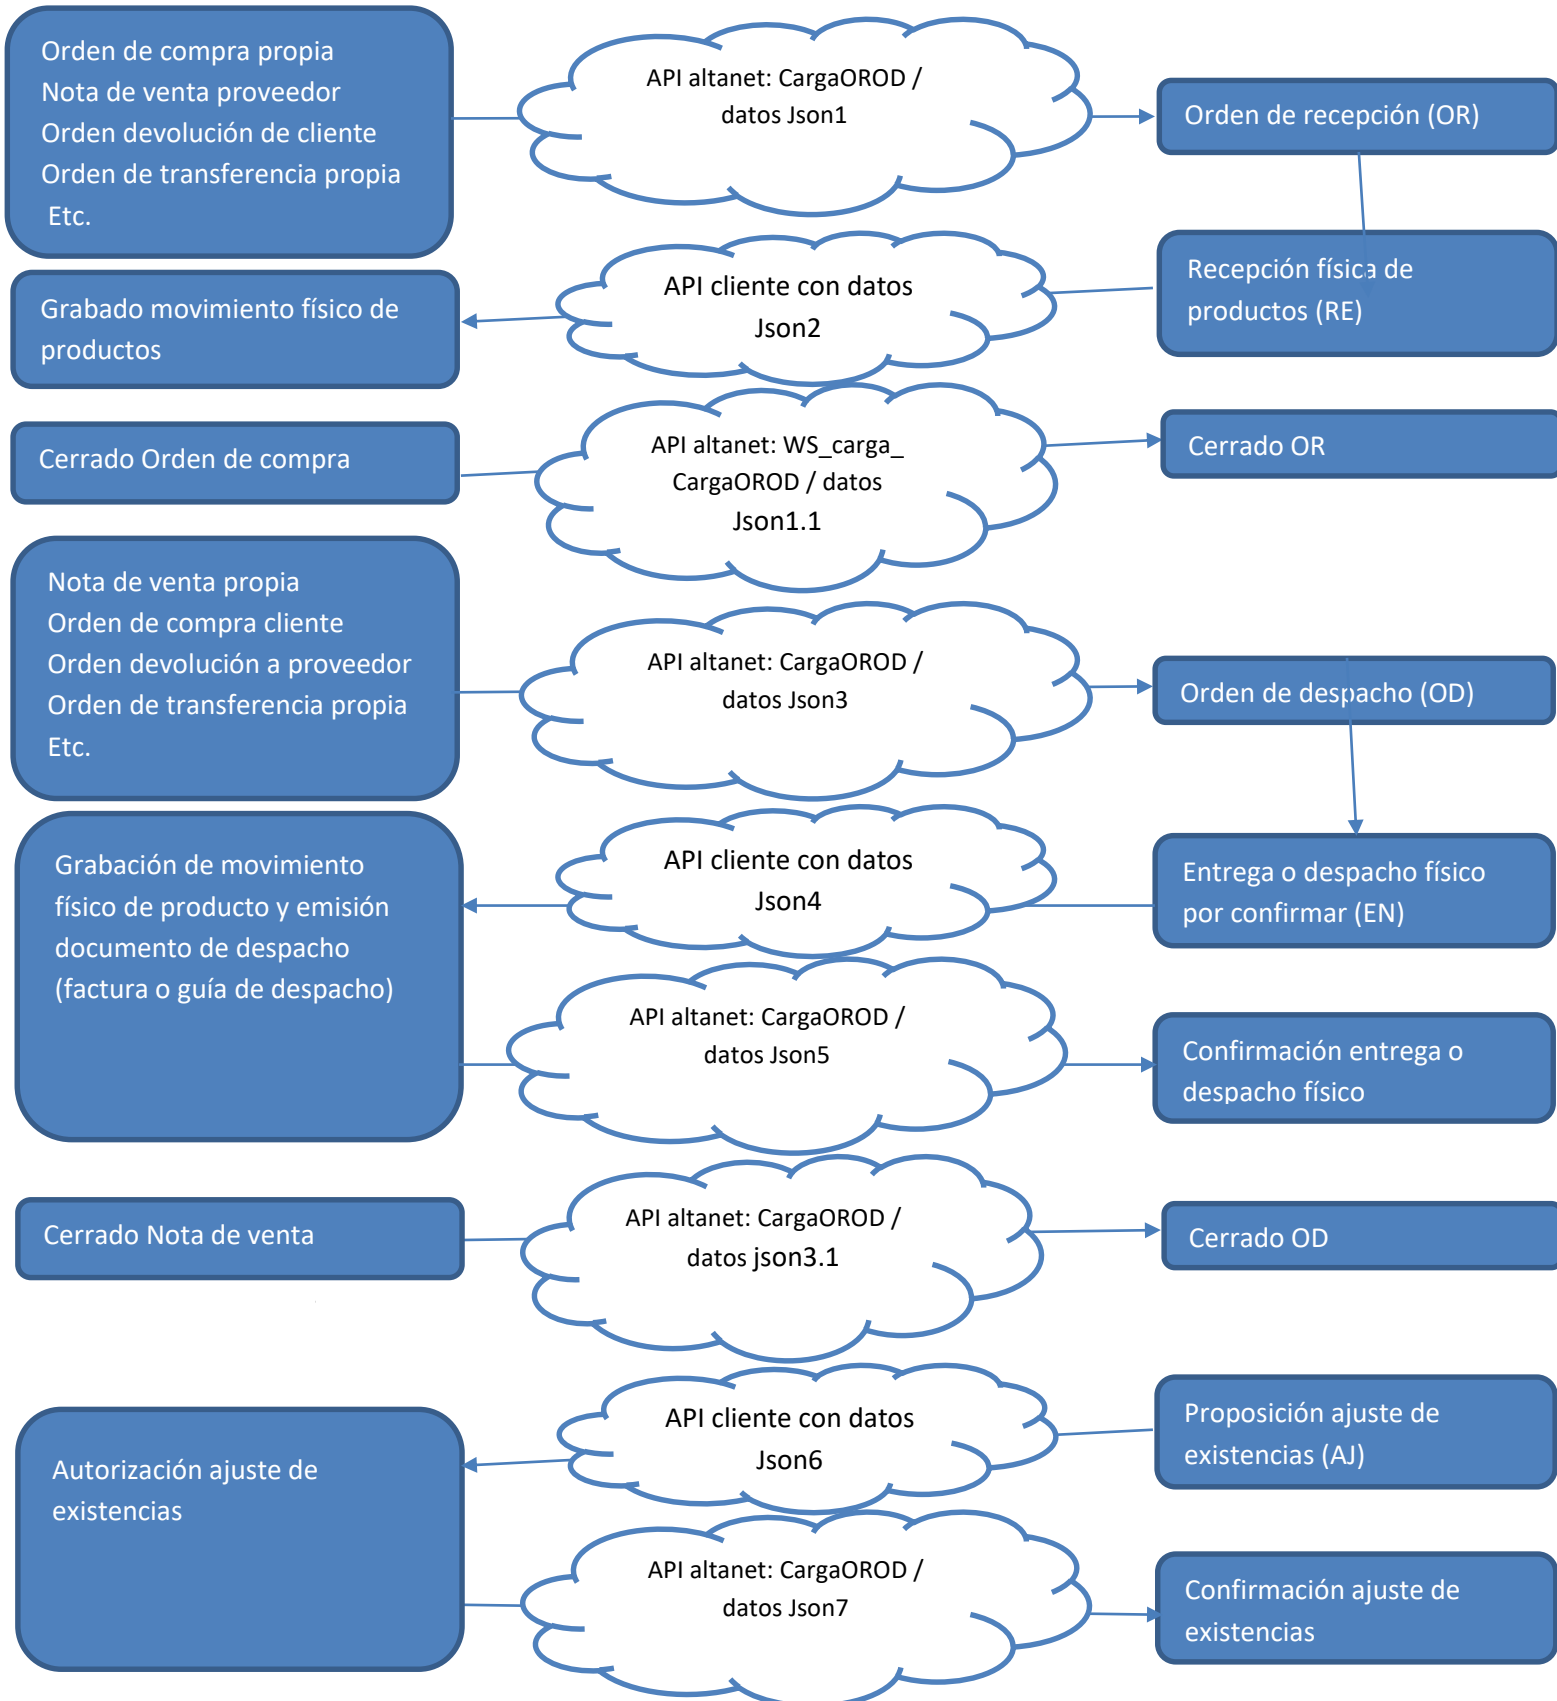 Orden de compra propia
Nota de venta proveedor
Orden devolución de cliente
Orden de transferencia propia
Etc.
API altanet: CargaOROD /
datos Json1
Orden de recepción (OR)
Grabado movimiento físico de
productos
API cliente con datos
Json2
Recepción física de
productos (RE)
Cerrado Orden de compra
API altanet: WS_carga_
CargaOROD / datos
Json1.1
Cerrado OR
Nota de venta propia
Orden de compra cliente
Orden devolución a proveedor
Orden de transferencia propia
Etc.
API altanet: CargaOROD /
datos Json3
Orden de despacho (OD)
Grabación de movimiento
físico de producto y emisión
documento de despacho
(factura o guía de despacho)
API cliente con datos
Json4
Entrega o despacho físico
por confirmar (EN)
API altanet: CargaOROD /
datos Json5
Confirmación entrega o
despacho físico
Cerrado Nota de venta
API altanet: CargaOROD /
datos json3.1
Cerrado OD
Autorización ajuste de
existencias
API cliente con datos
Json6
Proposición ajuste de
existencias (AJ)
API altanet: CargaOROD /
datos Json7
Confirmación ajuste de
existencias